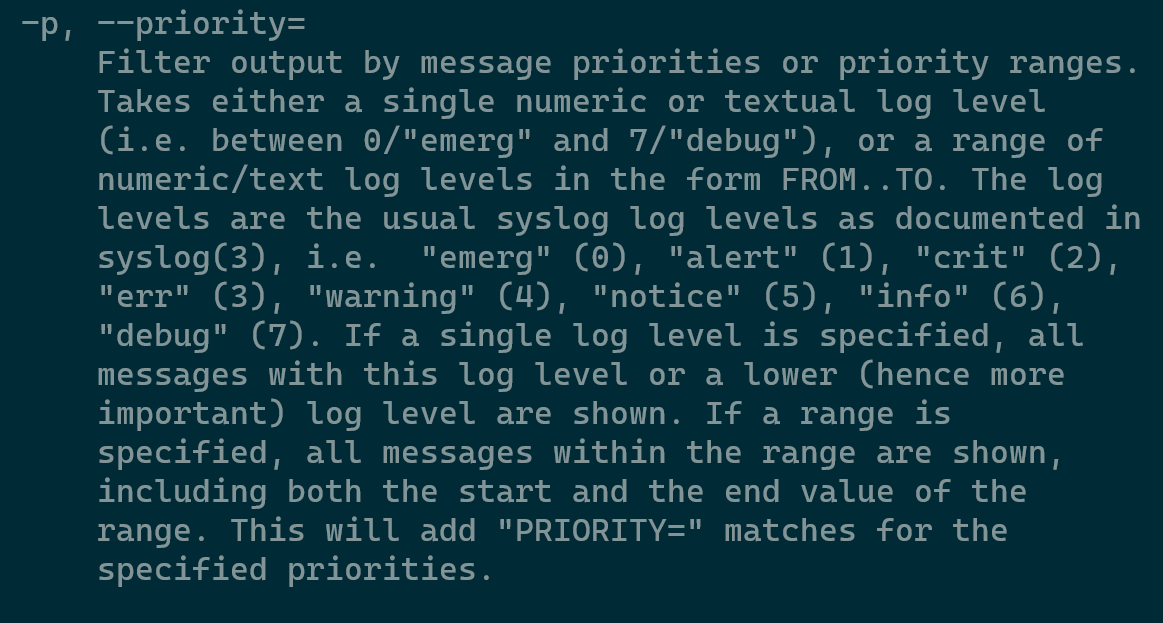 -p, --priority=
Filter output by message priorities or priority ranges.
Takes either a single numeric or textual log level
(i.e. between 0/"emerg" and 7/"debug"), or a range of
numeric/text log levels in the form FROM..TO. The log
levels are the usual syslog log levels as documented in
syslog(3), i.e.  "emerg" (0), "alert" (1), "crit" (2),
"err" (3), "warning" (4), "notice" (5), "info" (6),
"debug" (7). If a single log level is specified, all
messages with this log level or a lower (hence more
important) log level are shown. If a range is
specified, all messages within the range are shown,
including both the start and the end value of the
range. This will add "PRIORITY=" matches for the
specified priorities.